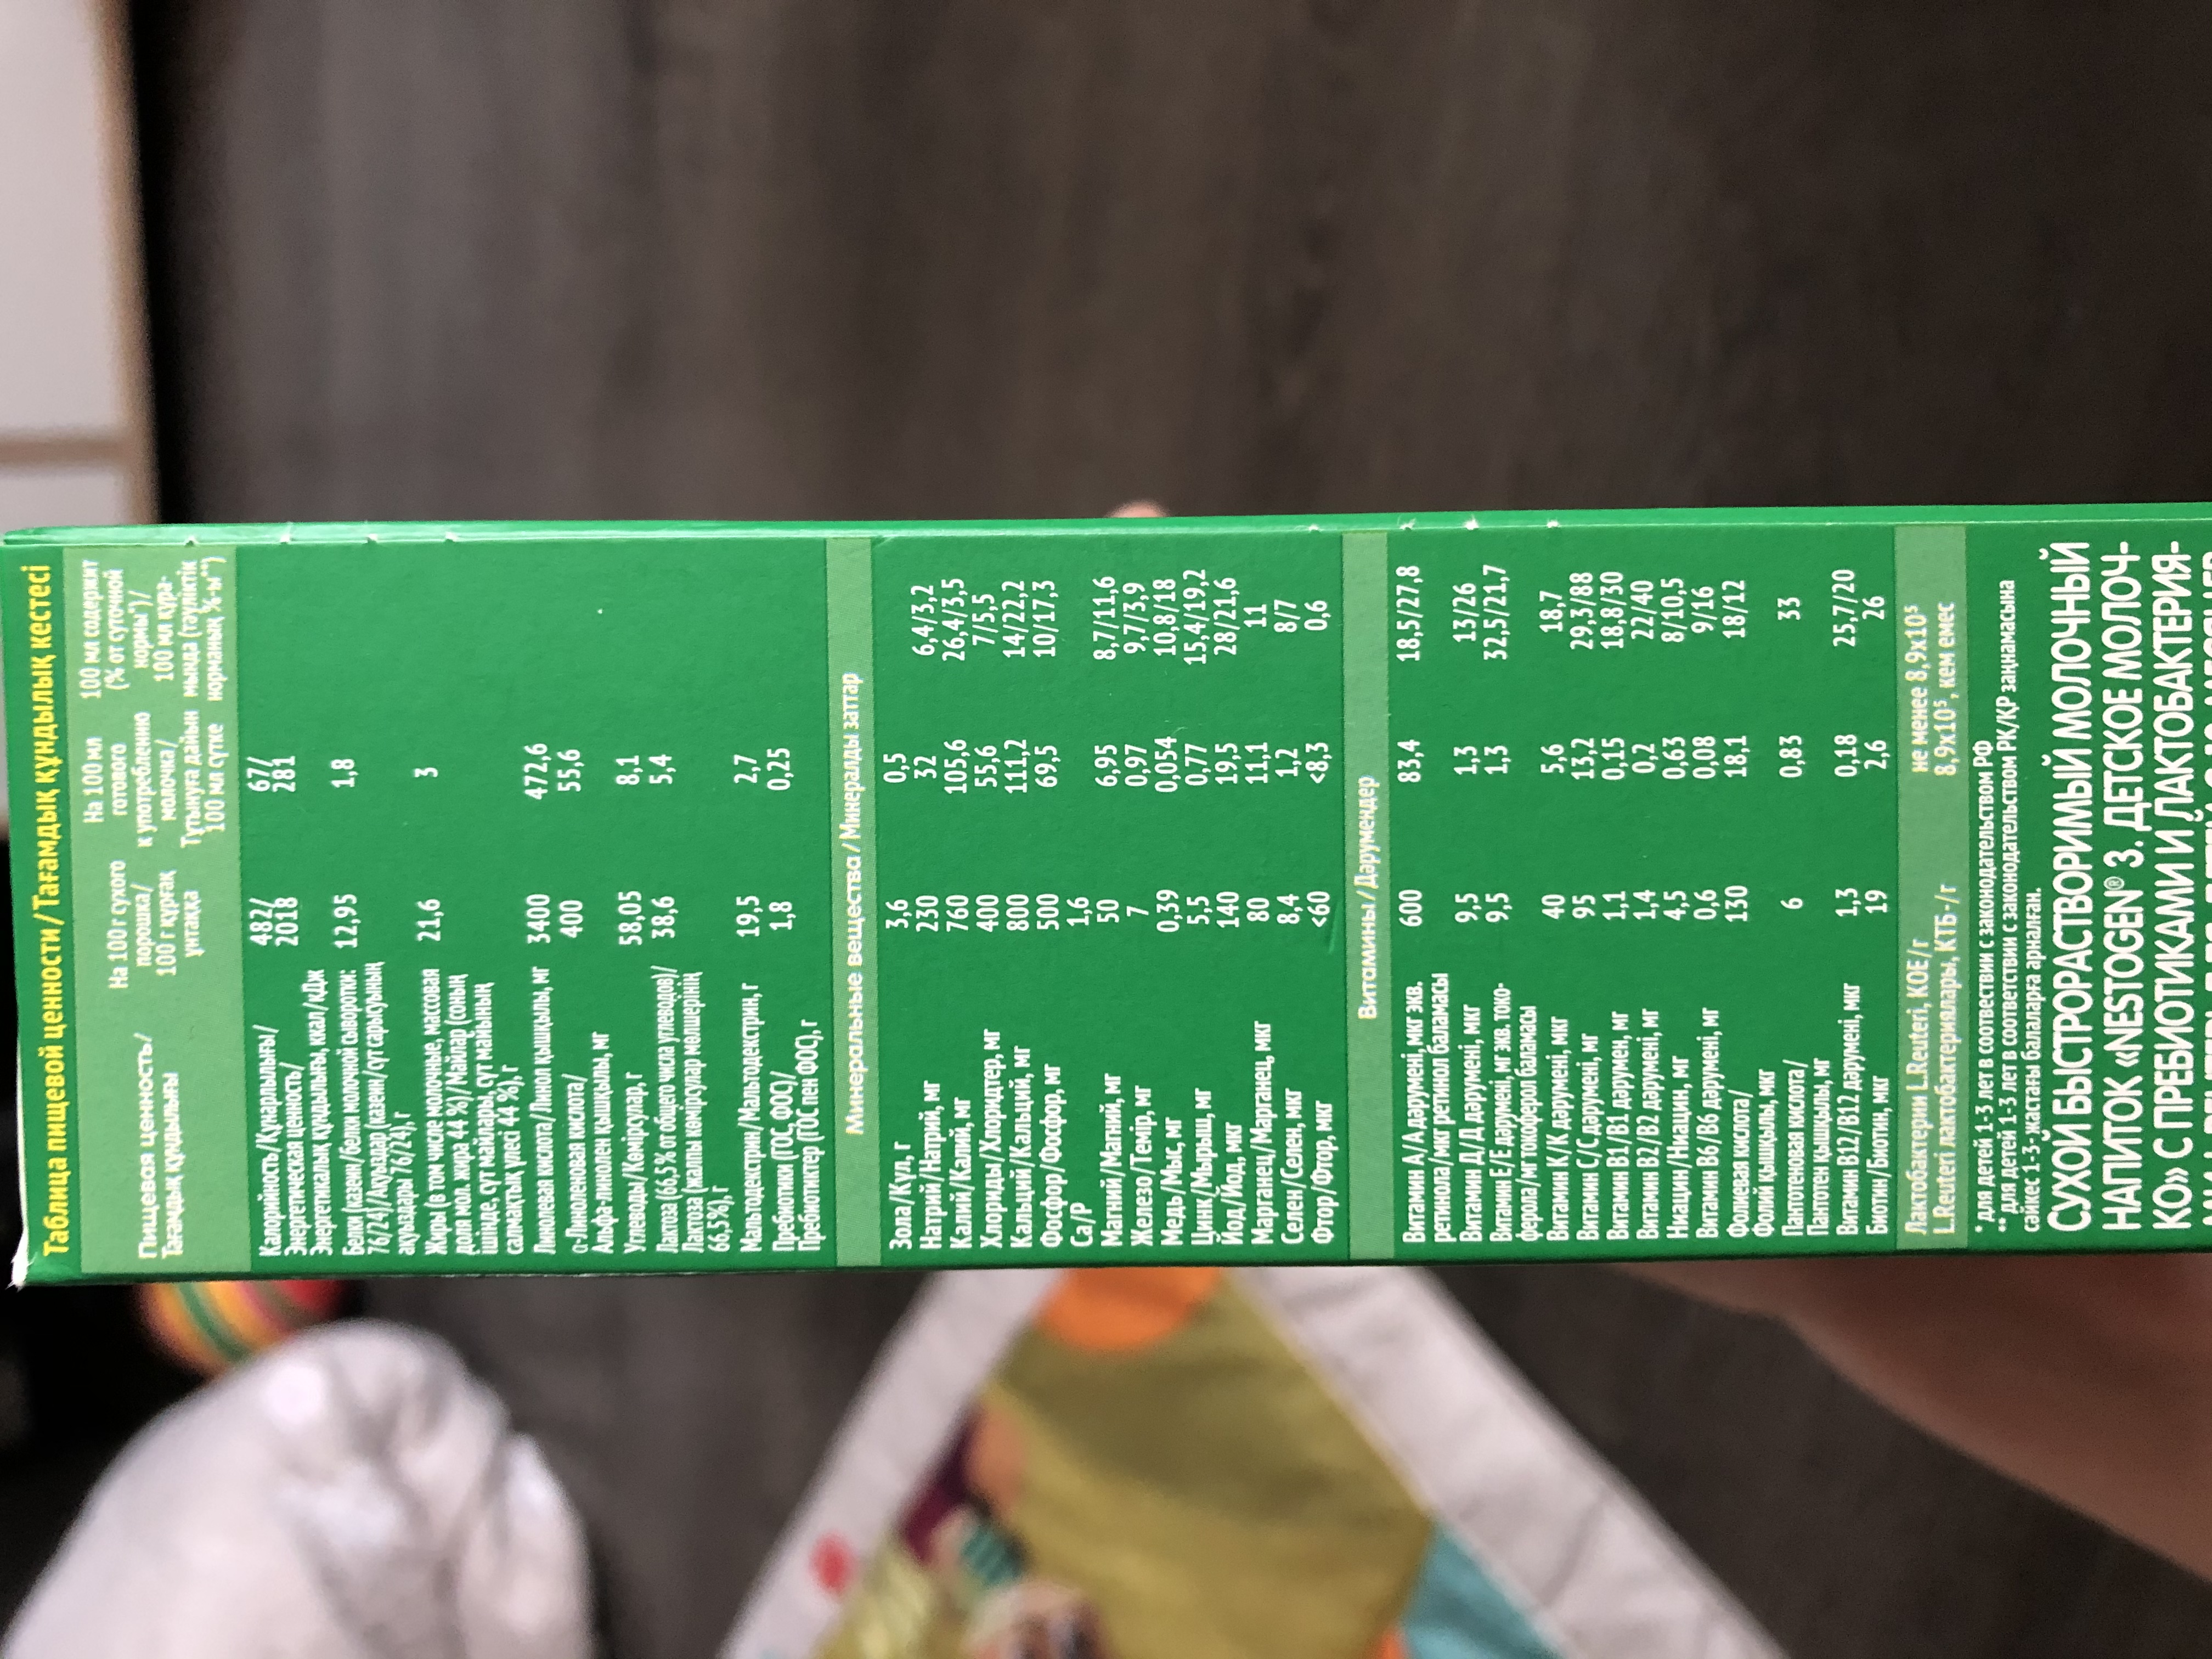 Таблица пищевой ценности/Тағамдық құндылық кестесі
Пищевая ценность/
Тағамдық құндылығы
На 100 г сухого
порошка/
100 г құрғақ
ұнтақта
На 100 мл
готового
к употреблению
молочка/
Тұтынуға дайын
100 мл сүтке
100 мл содержит
(% от суточной
нормы*)/
100 мл құра-
мында (тәуліктік
норманың %-ы**)
Калорийность/Құнарлылығы/ 482/ 67/
Энергетическая ценность/ 2018 281
Энергетикалық құндылығы, ккал/кДж
Белки (казеин/белки молочной сыворотки: 12,95 1,8
76/24)/Ақуыздар (казеин/сүт сарысуының
ақуыздары 76/24), г
Жиры (в том числе молочные, массовая 21,6 3
доля мол. жира 44 %)/Майлар (соның
ішінде, сүт майлары, сүт майының
салмақтық үлесі 44 %), г
Линолевая кислота/Линол қышқылы, мг 3400 472,6
α-Линоленовая кислота/ 400 55,6
Альфа-линолен қышқылы, мг
Углеводы/Көмірсулар, г 58,05 8,1
Лактоза (66,5% от общего числа углеводов)/ 38,6 5,4
Лактоза (жалпы көмірсулар мөлшерінің
66,5%), г
Мальтодекстрин/Мальтодекстрин, г 19,5 2,7
Пребиотики (ГОС, ФОС)/ 1,8 0,25
Пребиотиктер (ГОС пен ФОС), г
Минеральные вещества/Минералды заттар
Зола/Күл, г 3,6 0,5
Натрий/Натрий, мг 230 32 6,4/3,2
Калий/Калий, мг 760 105,6 26,4/3,5
Хлориды/Хлоридтер, мг 400 55,6 7/5,5
Кальций/Кальций, мг 800 111,2 14/22,2
Фосфор/Фосфор, мг 500 69,5 10/17,3
Ca/P 1,6
Магний/Магний, мг 50 6,95 8,7/11,6
Железо/Темір, мг 7 0,97 9,7/3,9
Медь/Мыс, мг 0,39 0,054 10,8/18
Цинк/Мырыш, мг 5,5 0,77 15,4/19,2
Йод/Йод, мкг 140 19,5 28/21,6
Марганец/Марганец, мкг 80 11,1 11
Селен/Селен, мкг 8,4 1,2 8/7
Фтор/Фтор, мкг <60 <8,3 0,6
Витамины/Дәрумендер
Витамин А/А дәрумені, мкг экв. 600 83,4 18,5/27,8
ретинола/мкг ретинол баламасы
Витамин Д/Д дәрумені, мкг 9,5 1,3 13/26
Витамин Е/Е дәрумені, мг экв. токо- 9,5 1,3 32,5/21,7
ферола/мг токоферол баламасы
Витамин К/К дәрумені, мкг 40 5,6 18,7
Витамин С/С дәрумені, мг 95 13,2 29,3/88
Витамин В1/В1 дәрумен, мг 1,1 0,15 18,8/30
Витамин В2/В2 дәрумені, мг 1,4 0,2 22/40
Ниацин/Ниацин, мг 4,5 0,63 8/10,5
Витамин В6/В6 дәрумені, мг 0,6 0,08 9/16
Фолиевая кислота/ 130 18,1 18/12
Фолий қышқылы, мкг
Пантотеновая кислота/ 6 0,83 33
Пантотен қышқылы, мг
Витамин В12/В12 дәрумені, мкг 1,3 0,18 25,7/20
Биотин/Биотин, мкг 19 2,6 26
Лактобактерии L.Reuteri, КОЕ/г не менее 8,9x10⁵
L.Reuteri лактобактериялары, КТБ-/г 8,9x10⁵, кем емес
* для детей 1-3 лет в соответствии с законодательством РФ
** для детей 1-3 лет в соответствии с законодательством РК/ҚР заңнамасына
сәйкес 1-3-жастағы балаларға арналған.
СУХОЙ БЫСТРОРАСТВОРИМЫЙ МОЛОЧНЫЙ
НАПИТОК «NESTOGEN® 3. ДЕТСКОЕ МОЛОЧ-
КО» С ПРЕБИОТИКАМИ И ЛАКТОБАКТЕРИЯ-